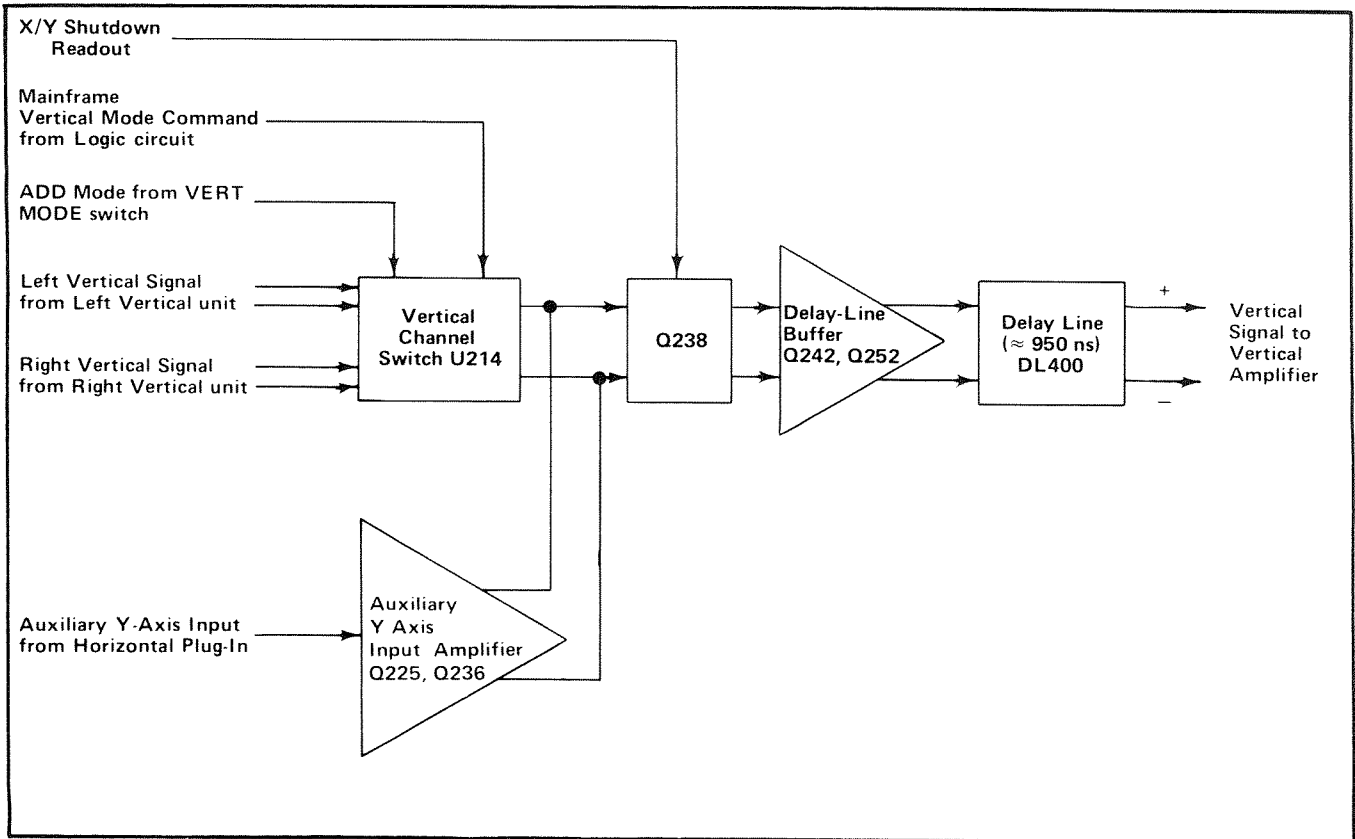 X/Y Shutdown
Readout
Mainframe
Vertical Mode Command
from Logic circuit
ADD Mode from VERT
MODE switch
Left Vertical Signal
from Left Vertical unit
Right Vertical Signal
from Right Vertical unit
Vertical
Channel
Switch U214
Q238
Delay-Line
Buffer
Q242, Q252
Delay Line
(≈ 950 ns)
DL400
+
−
Vertical
Signal to
Vertical
Amplifier
Auxiliary Y-Axis Input
from Horizontal Plug-In
Auxiliary
Y Axis
Input Amplifier
Q225, Q236